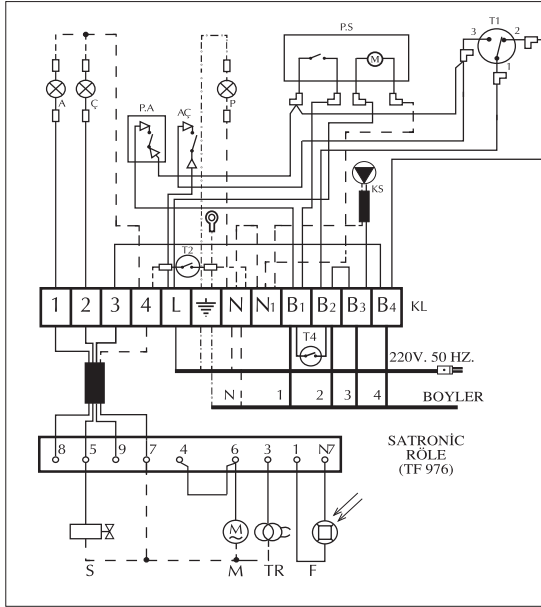 P.S
T1
3
2
1
M
A
Ç
P
P.A
AÇ
KS
T2
1 2 3 4 L N N1 B1 B2 B3 B4 KL
T4
220V. 50 HZ.
N 1 2 3 4 BOYLER
8 5 9 7 4 6 3 1 N7
SATRONİC
RÖLE
(TF 976)
M
S M TR F